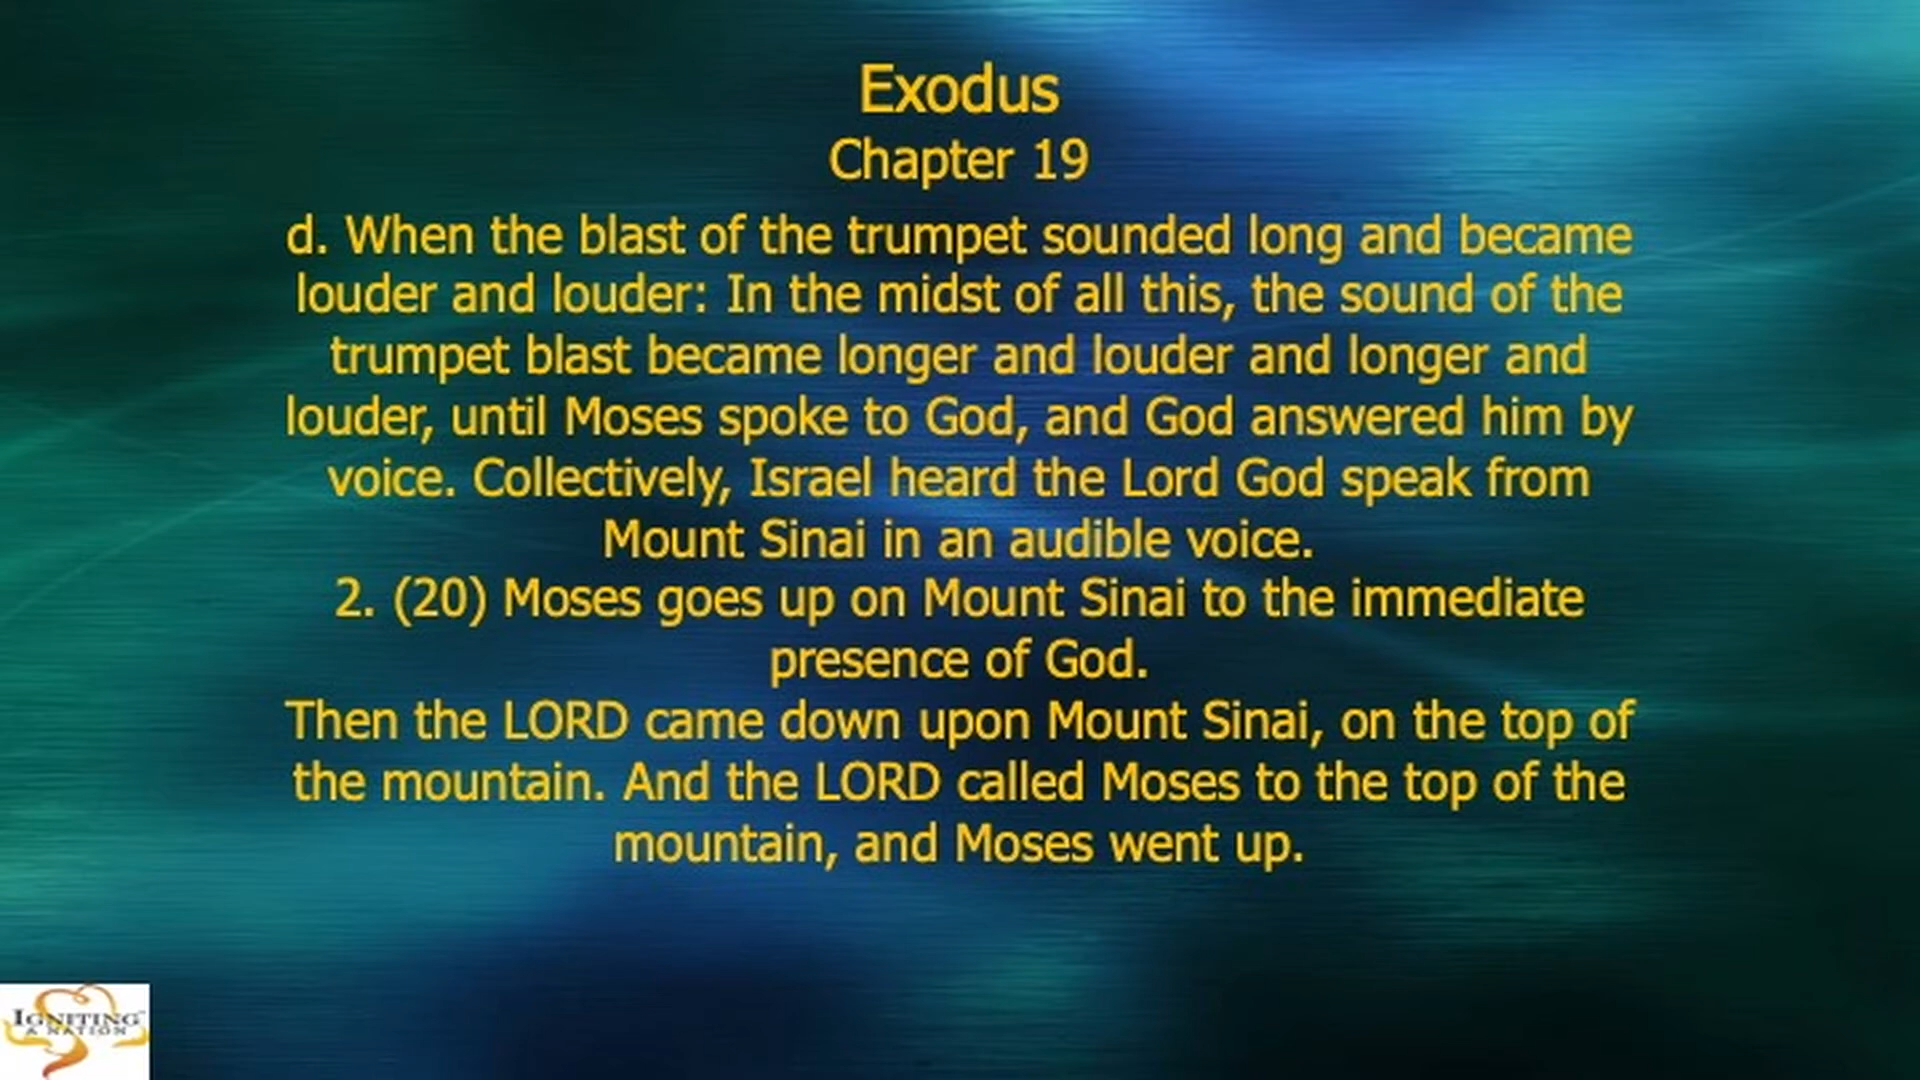 Exodus
Chapter 19
d. When the blast of the trumpet sounded long and became
louder and louder: In the midst of all this, the sound of the
trumpet blast became longer and louder and longer and
louder, until Moses spoke to God, and God answered him by
voice. Collectively, Israel heard the Lord God speak from
Mount Sinai in an audible voice.
2. (20) Moses goes up on Mount Sinai to the immediate
presence of God.
Then the LORD came down upon Mount Sinai, on the top of
the mountain. And the LORD called Moses to the top of the
mountain, and Moses went up.
IGNITING
A NATION